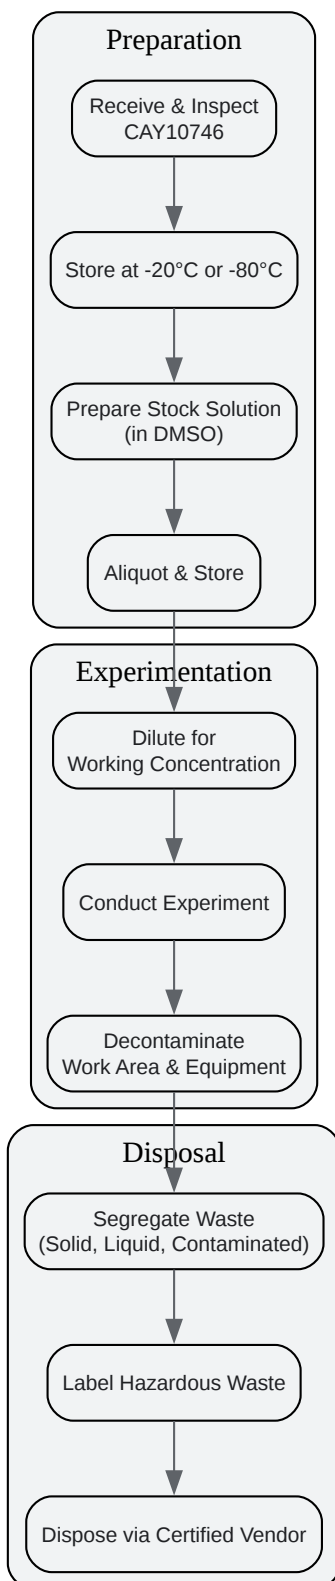 Preparation
Receive & Inspect
CAY10746
Store at -20°C or -80°C
Prepare Stock Solution
(in DMSO)
Aliquot & Store
Experimentation
Dilute for
Working Concentration
Conduct Experiment
Decontaminate
Work Area & Equipment
Disposal
Segregate Waste
(Solid, Liquid, Contaminated)
Label Hazardous Waste
Dispose via Certified Vendor